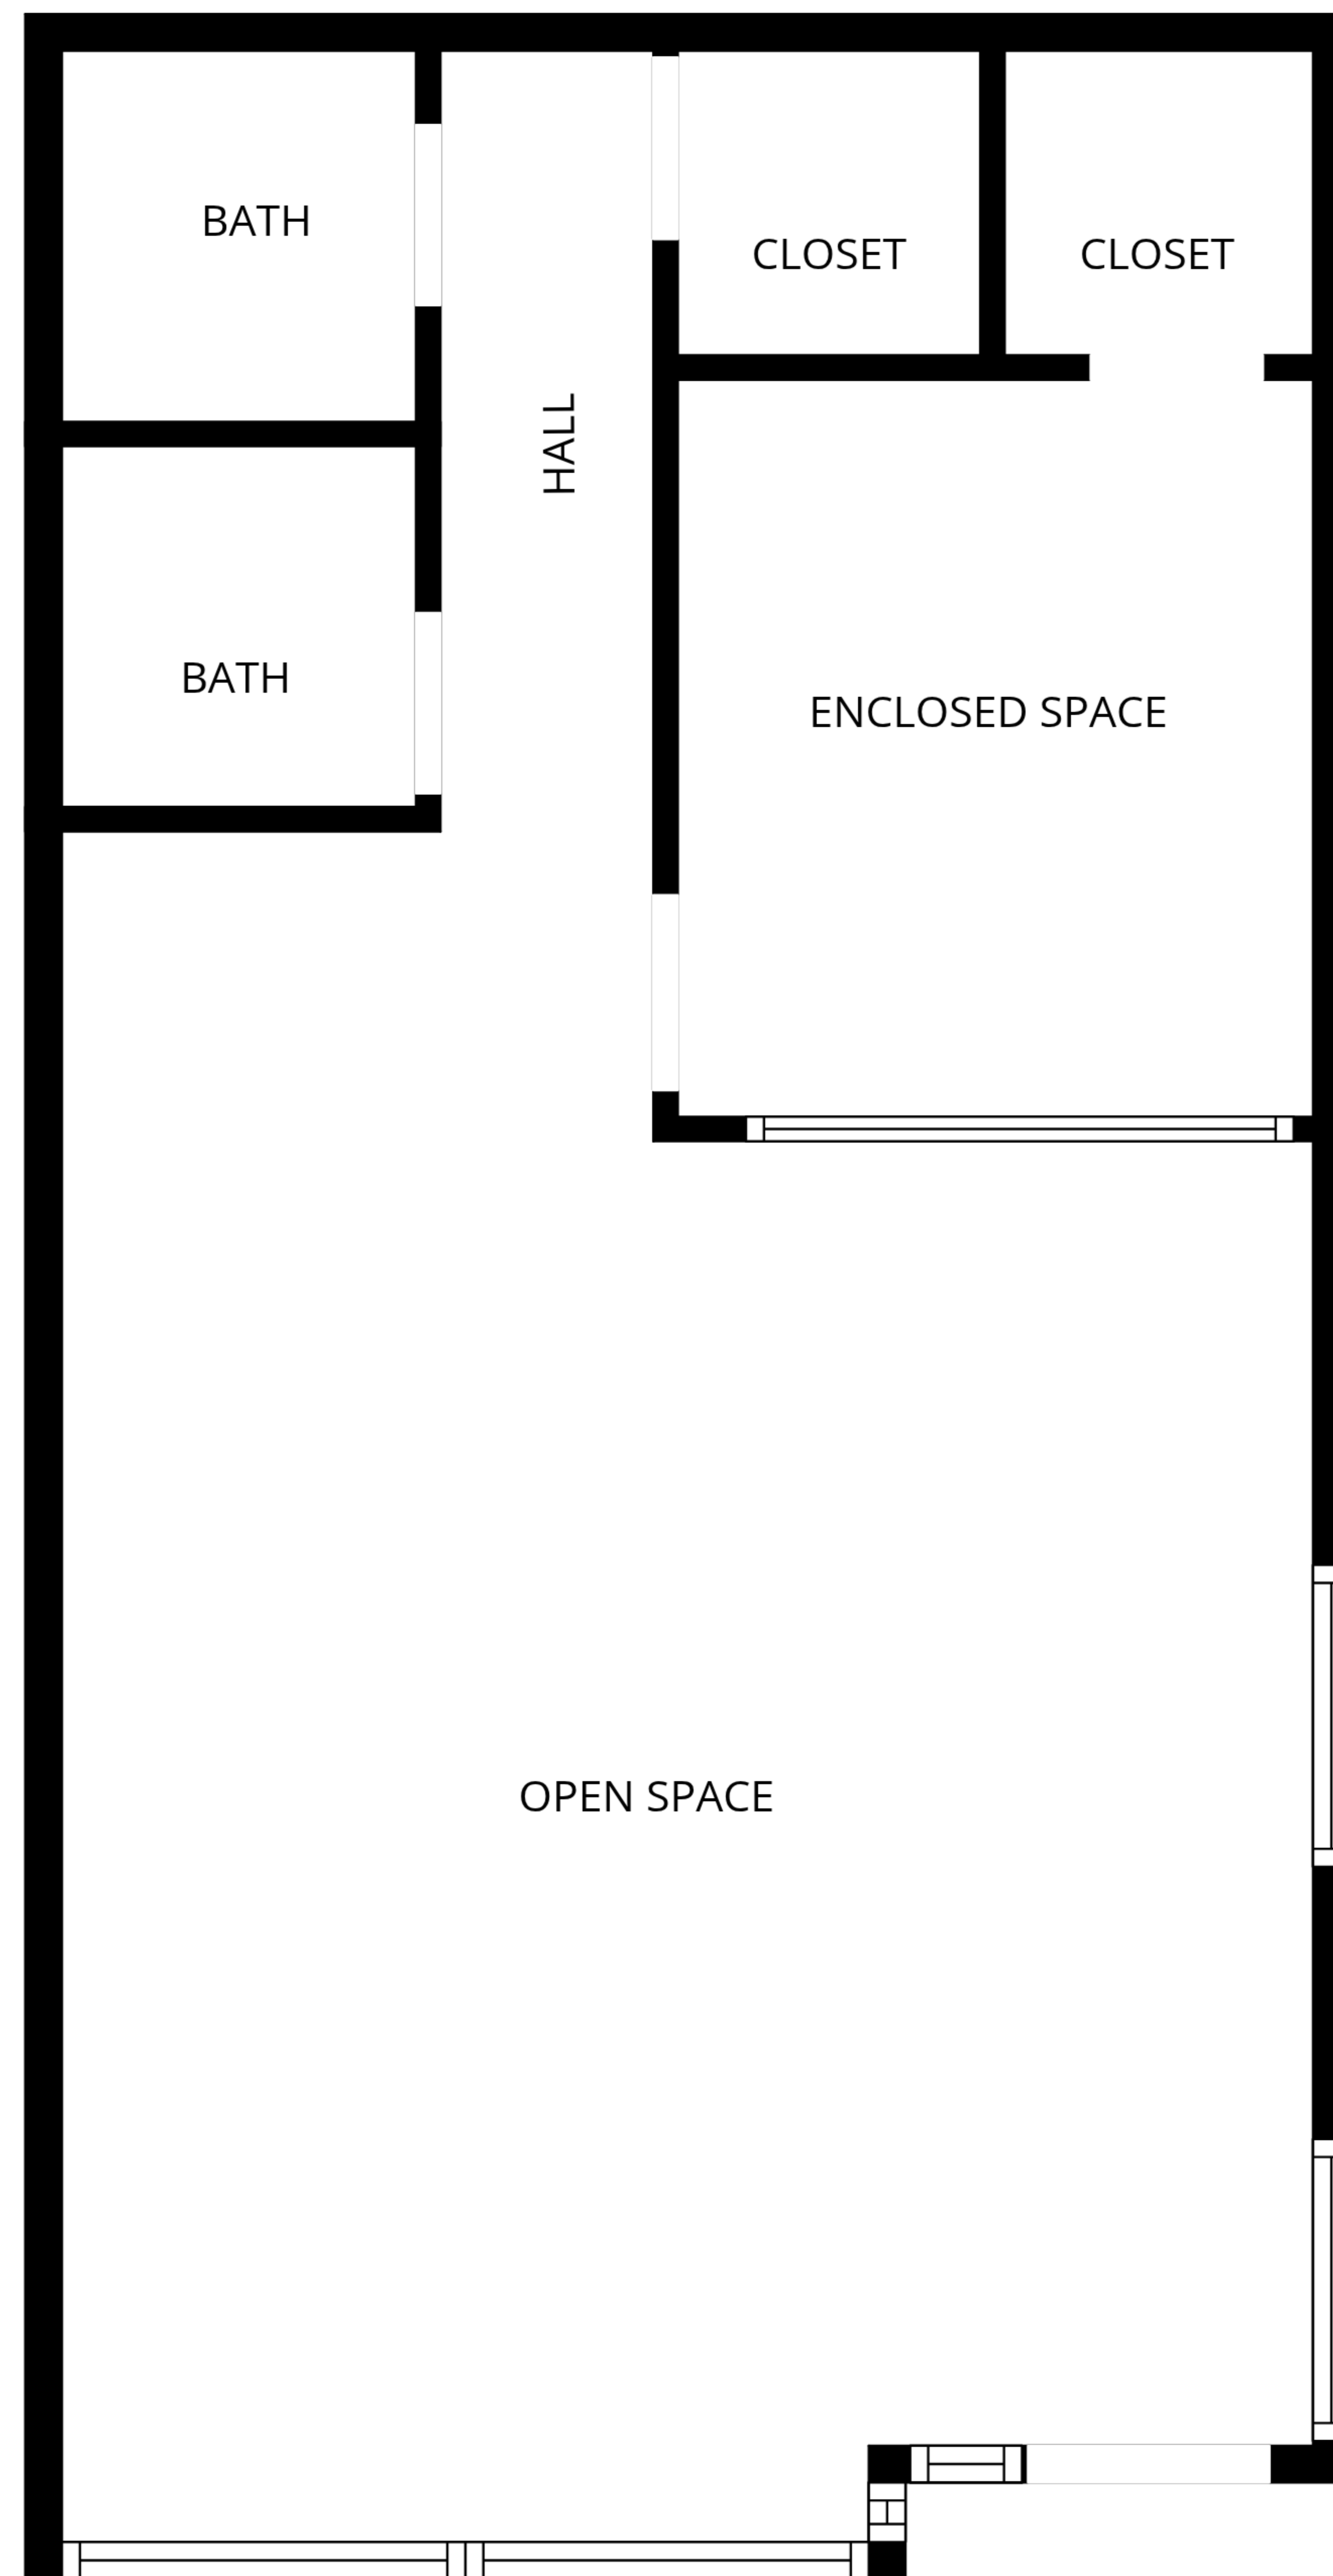 BATH
CLOSET
CLOSET
HALL
BATH
ENCLOSED SPACE
OPEN SPACE